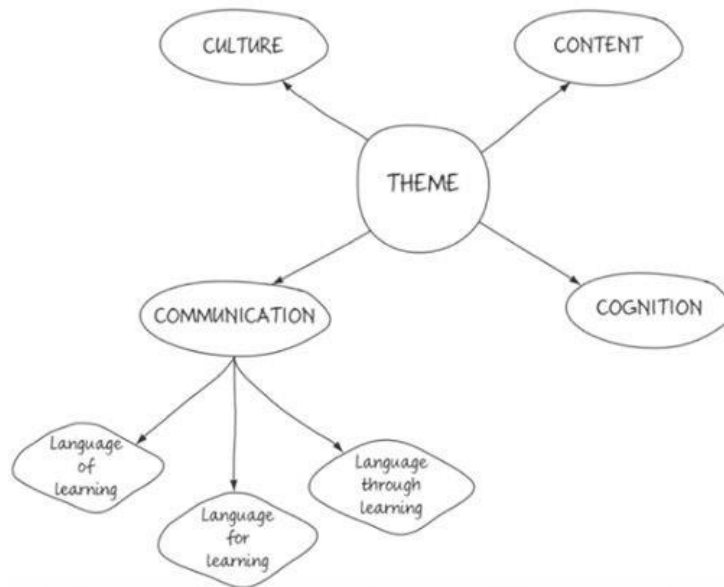 CULTURE
CONTENT
THEME
COMMUNICATION
COGNITION
Language
of
learning
Language
for
learning
Language
through
learning